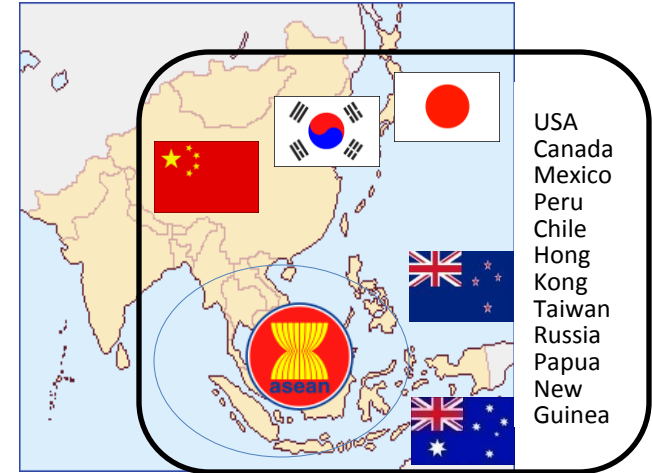 USA
Canada
Mexico
Peru
Chile
Hong
Kong
Taiwan
Russia
Papua
New
Guinea
asean